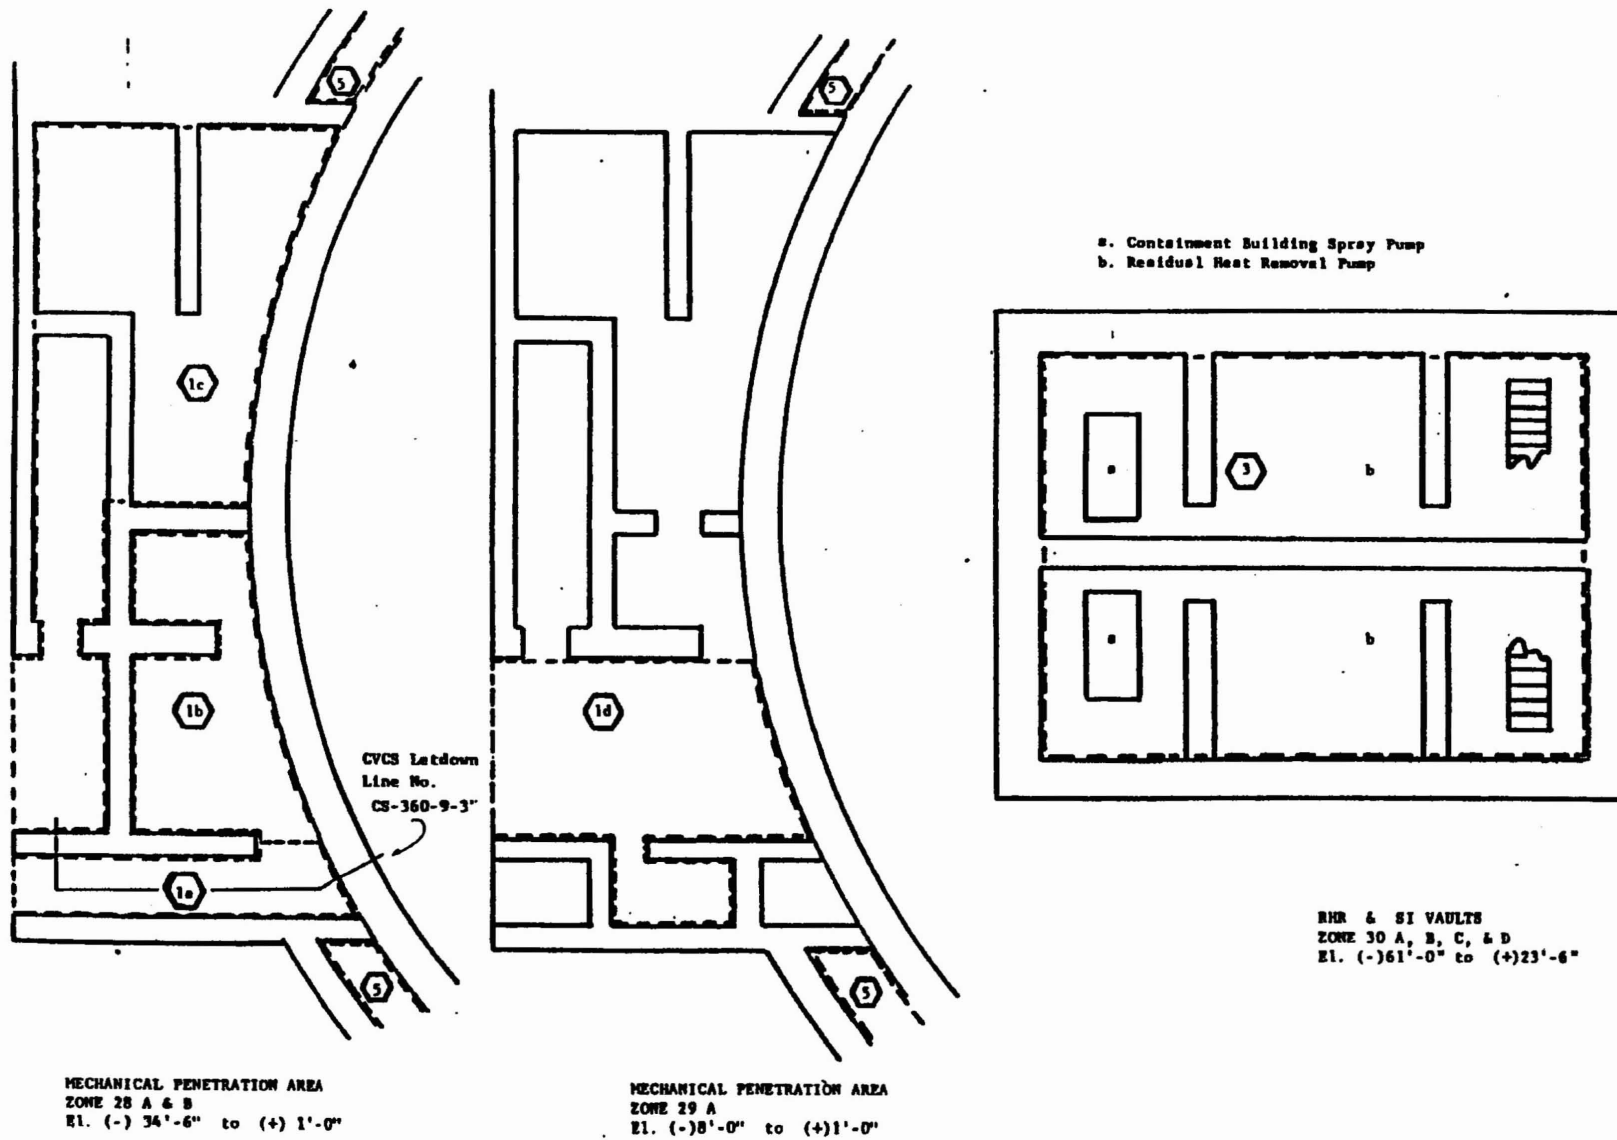 5
5
a. Containment Building Spray Pump
b. Residual Heat Removal Pump
1c
a
3
b
a
b
1b
1d
CVCS Letdown
Line No.
CS-360-9-3"
1a
5
5
RHR & SI VAULTS
ZONE 30 A, B, C, & D
El. (-)61'-0" to (+)23'-6"
MECHANICAL PENETRATION AREA
ZONE 28 A & B
El. (-) 34'-6" to (+) 1'-0"
MECHANICAL PENETRATION AREA
ZONE 29 A
El. (-)8'-0" to (+)1'-0"